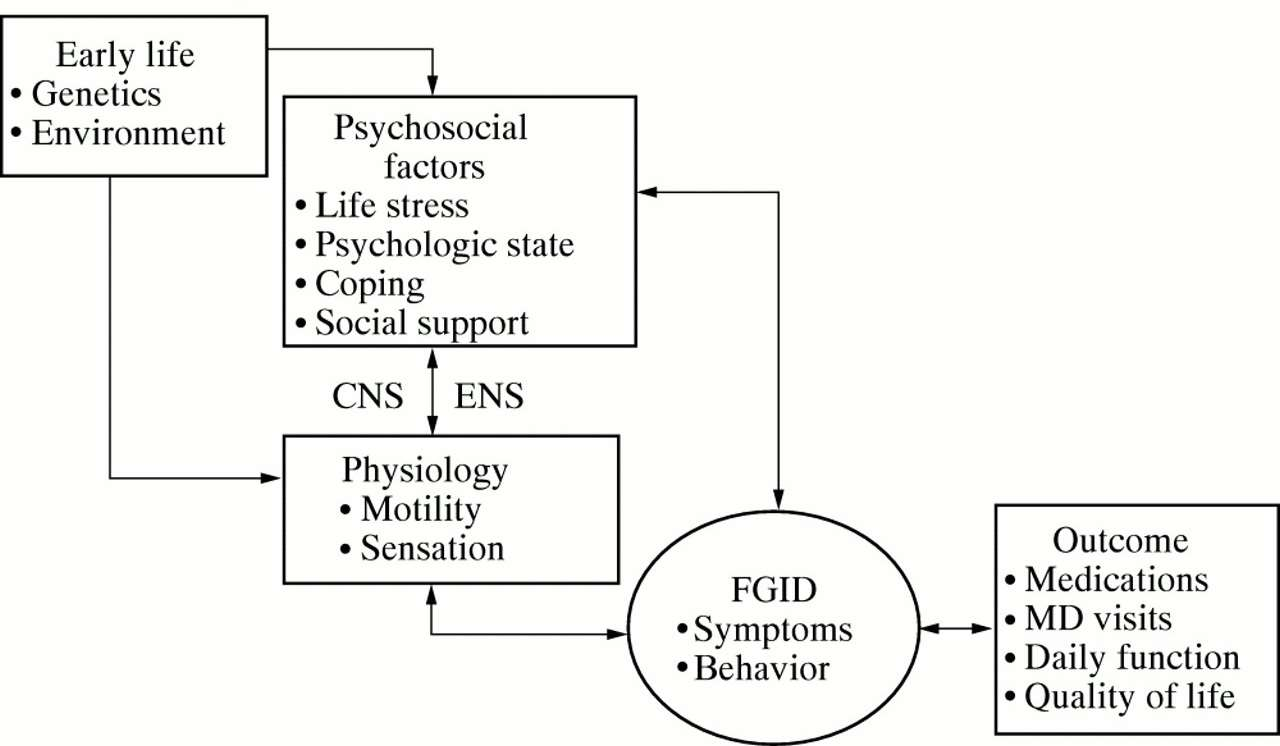 Early life
• Genetics
• Environment
Psychosocial
factors
• Life stress
• Psychologic state
• Coping
• Social support
CNS ENS
Physiology
• Motility
• Sensation
FGID
• Symptoms
• Behavior
Outcome
• Medications
• MD visits
• Daily function
• Quality of life